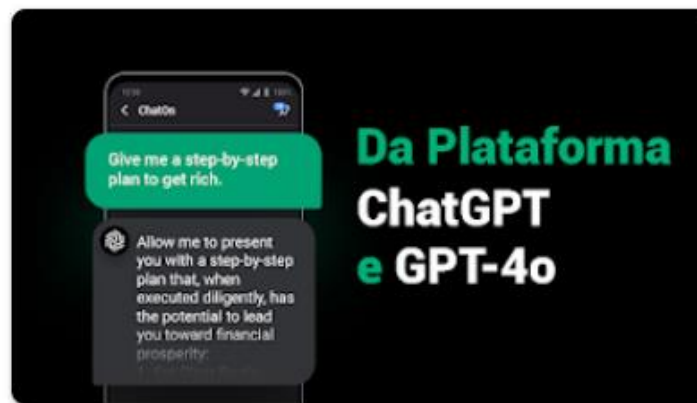 ChatOn
Give me a step-by-step
plan to get rich.
Allow me to present
you with a step-by-step
plan that, when
executed diligently, has
the potential to lead
you toward financial
prosperity:
Da Plataforma
ChatGPT
e GPT-4o